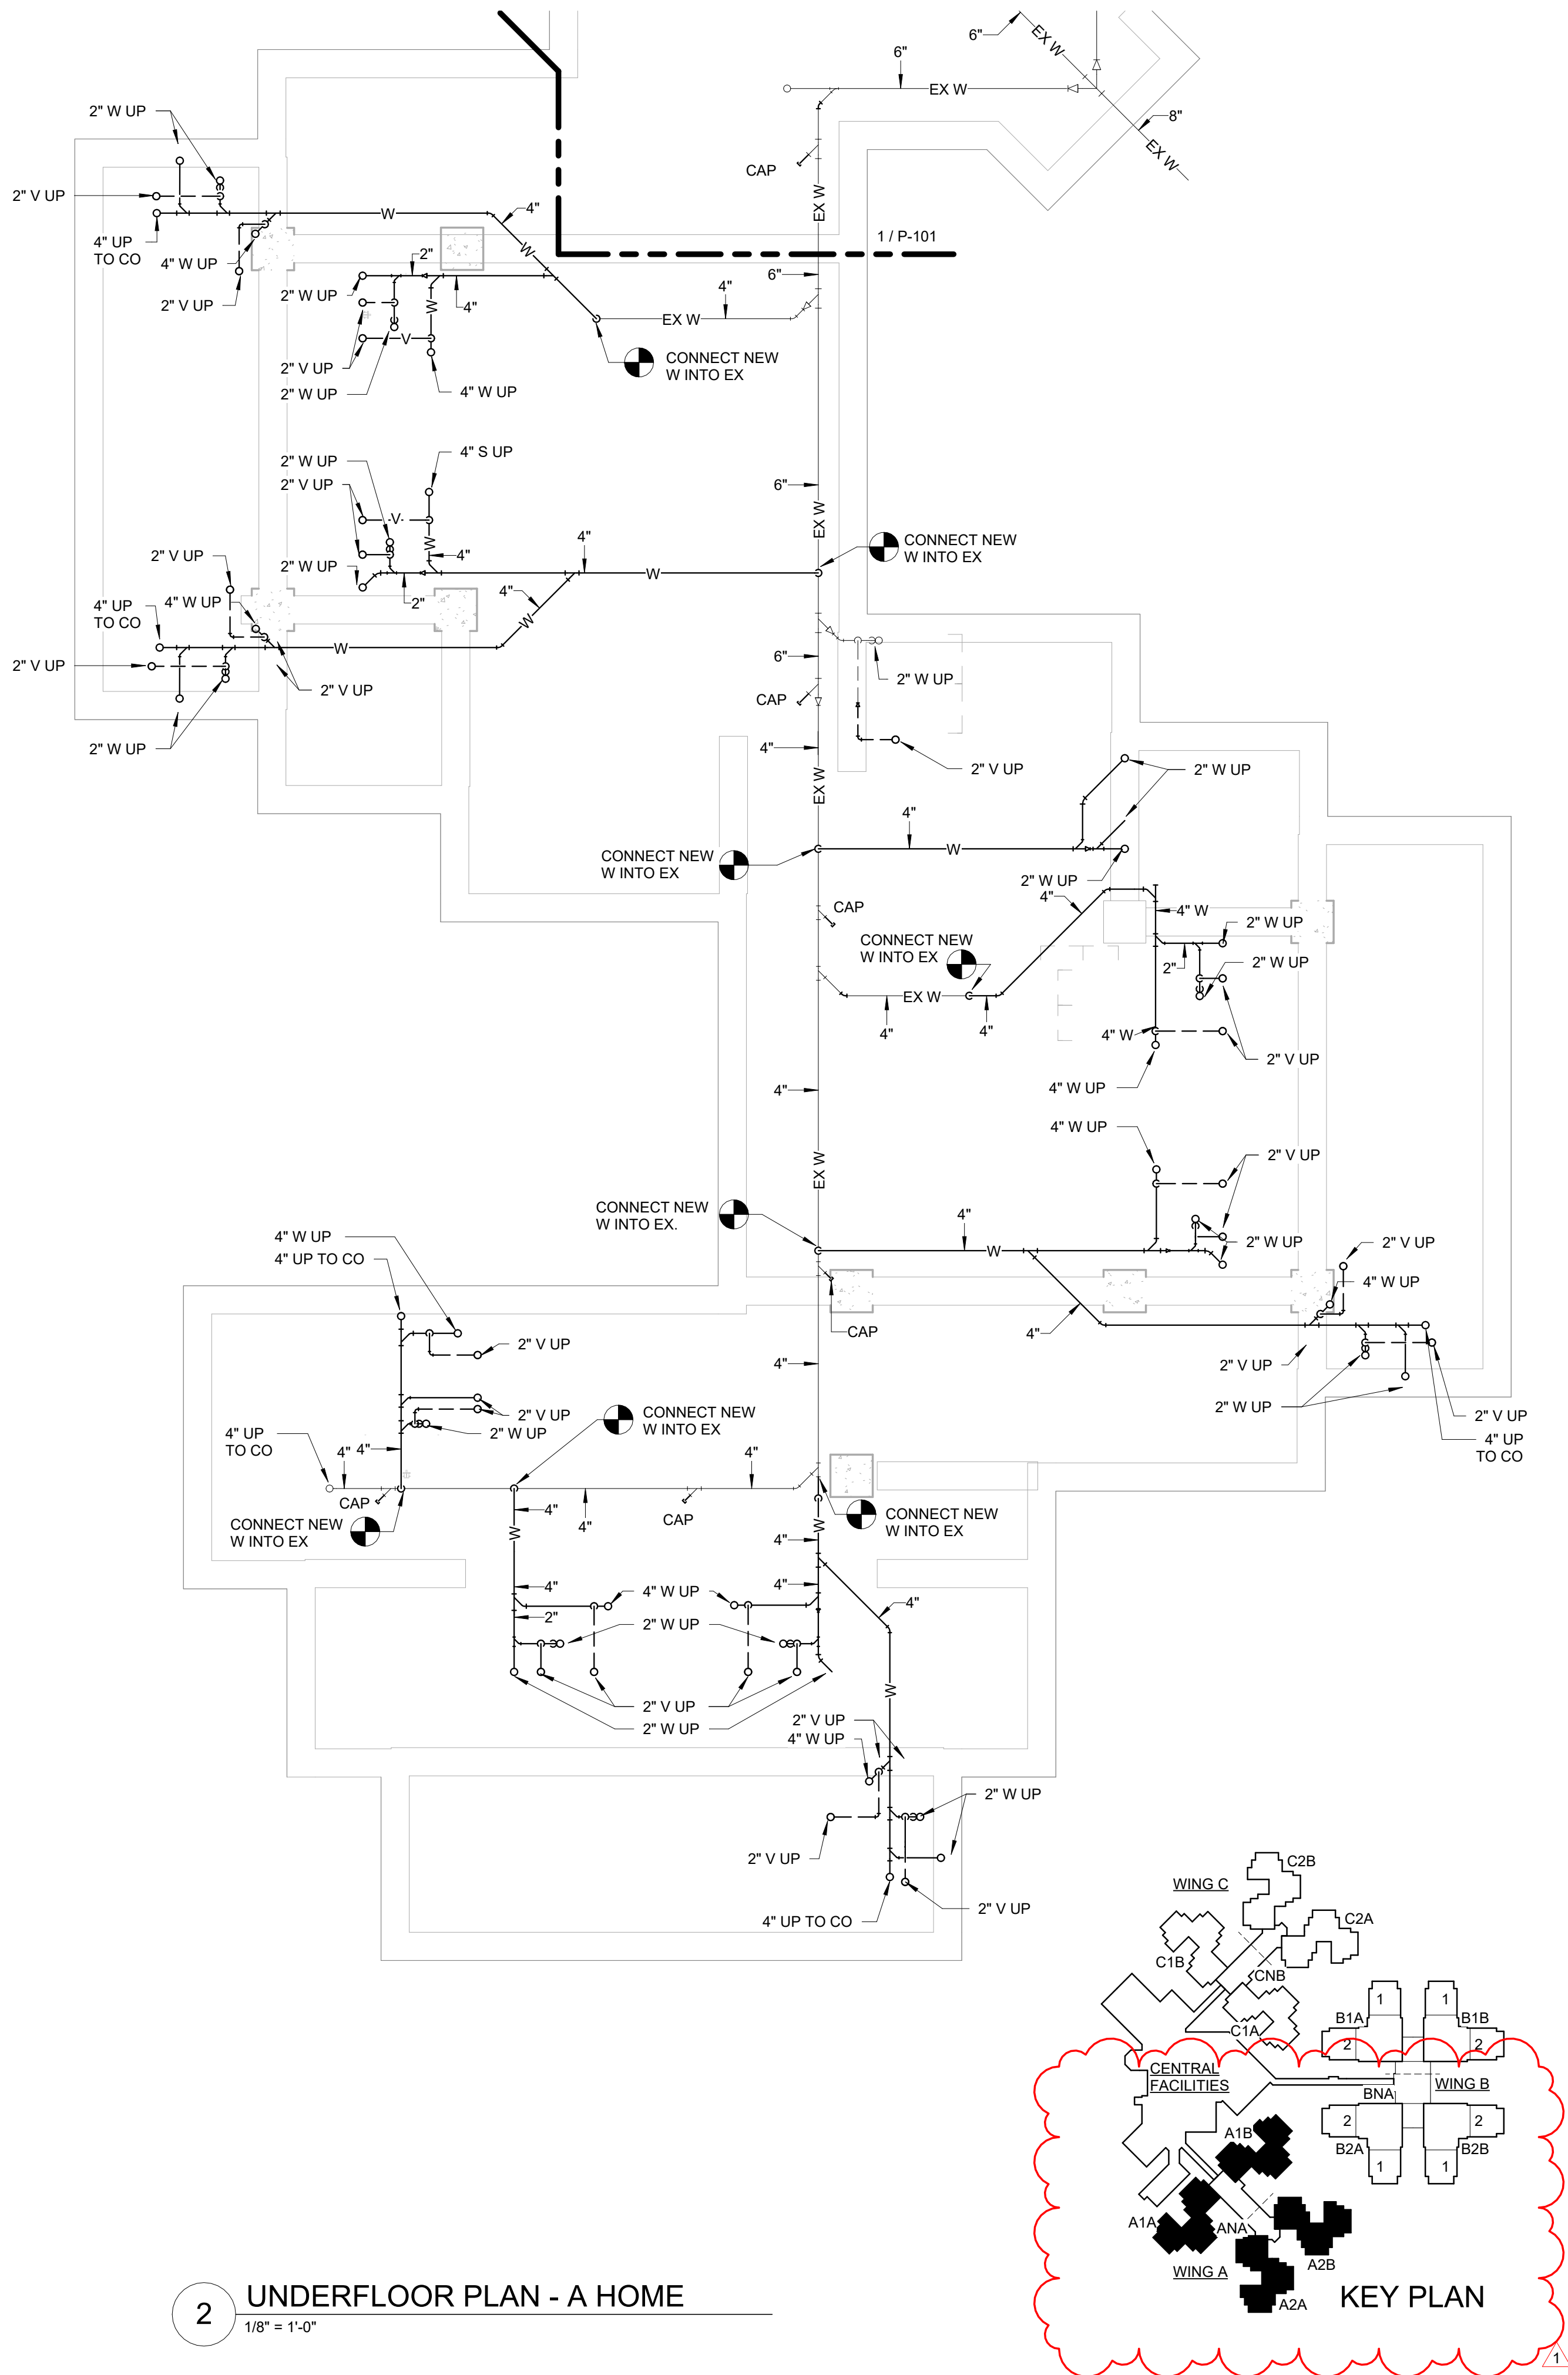 6"
EX W
6"
EX W
8"
EX W
2" W UP
CAP
EX W
2" V UP
W
4"
4" UP
TO CO
4" W UP
2" V UP
W
1 / P-101
2"
2" W UP
4"
W
V
6"
4"
EX W
CONNECT NEW
W INTO EX
2" V UP
2" W UP
4" W UP
4" S UP
2" W UP
2" V UP
V
W
4"
6"
EX W
CONNECT NEW
W INTO EX
2" V UP
2" W UP
4"
W
2"
4"
W
4" UP
TO CO
4" W UP
W
2" V UP
2" V UP
2" W UP
6"
2" W UP
CAP
4"
EX W
2" V UP
2" W UP
4"
W
CONNECT NEW
W INTO EX
2" W UP
4"
CAP
4" W
2" W UP
CONNECT NEW
W INTO EX
2"
2" W UP
EX W
4"
4"
4" W
2" V UP
4" W UP
4"
4" W UP
2" V UP
EX W
CONNECT NEW
W INTO EX.
4"
W
2" W UP
2" V UP
4" W UP
4" W UP
4" UP TO CO
CAP
4"
4"
2" V UP
2" V UP
2" W UP
2" V UP
4" UP
TO CO
2" V UP
2" W UP
CONNECT NEW
W INTO EX
4" UP
TO CO
4"
4"
4"
CAP
4"
CAP
CONNECT NEW
W INTO EX
CONNECT NEW
W INTO EX
4"
W
4"
W
4"
4"
4"
2"
4" W UP
2" W UP
4"
W
2" V UP
2" W UP
2" V UP
4" W UP
2" W UP
2" V UP
2" V UP
4" UP TO CO
C2B
WING C
C2A
C1B
CNB
C1A
1
1
B1A
B1B
2
2
CENTRAL
FACILITIES
WING B
BNA
2
2
B2A
B2B
1
1
A1B
A1A
ANA
A2B
WING A
A2A
KEY PLAN
1
2
UNDERFLOOR PLAN - A HOME
1/8" = 1'-0"